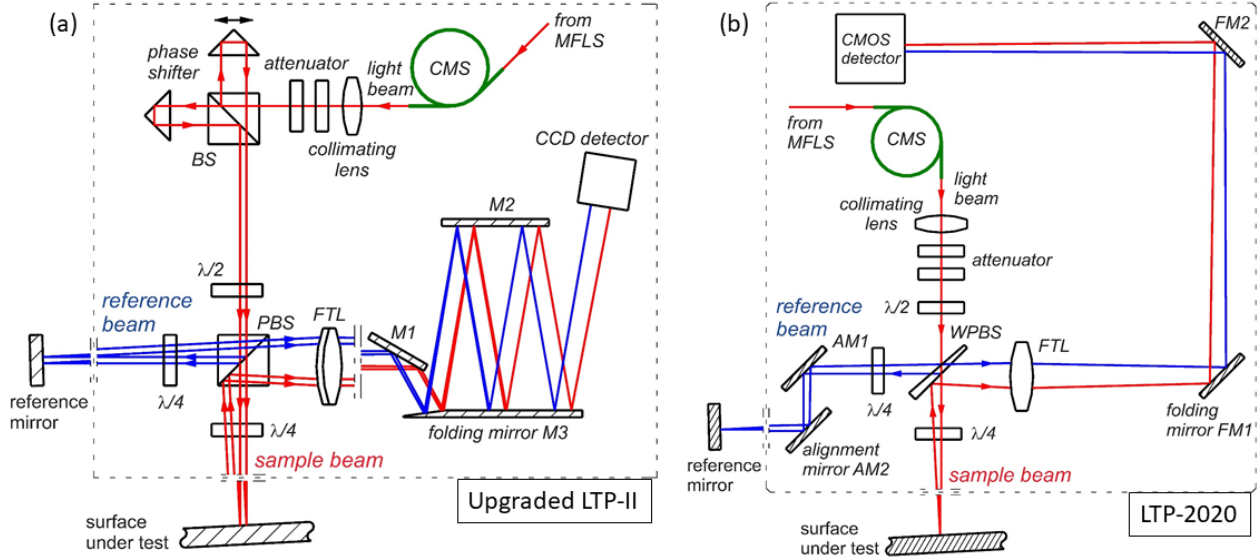 (a)
from
MFLS
phase
shifter
attenuator
light
beam
CMS
BS
collimating
lens
CCD detector
M2
λ/2
reference
beam
PBS
FTL
M1
reference
mirror
λ/4
λ/4
folding mirror M3
sample beam
surface
under test
Upgraded LTP-II
(b)
FM2
CMOS
detector
from
MFLS
CMS
light
beam
collimating
lens
attenuator
λ/2
reference
beam
AM1
WPBS
FTL
λ/4
λ/4
folding
mirror FM1
reference
mirror
alignment
mirror AM2
sample beam
surface
under test
LTP-2020